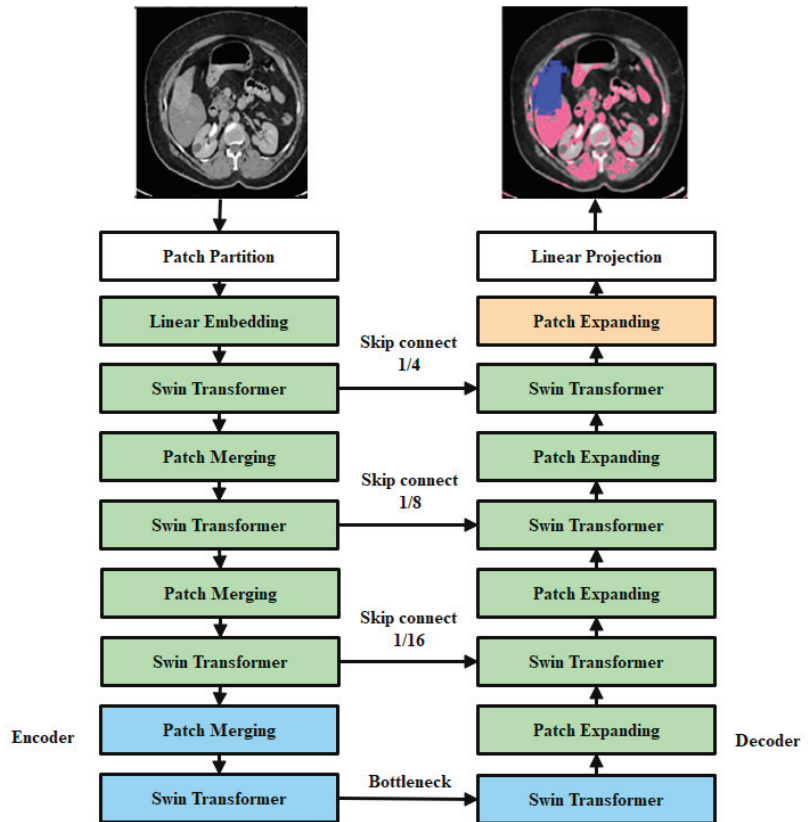 Patch Partition
Linear Projection
Linear Embedding
Skip connect
1/4
Patch Expanding
Swin Transformer
Swin Transformer
Patch Merging
Skip connect
1/8
Patch Expanding
Swin Transformer
Swin Transformer
Patch Merging
Skip connect
1/16
Patch Expanding
Swin Transformer
Swin Transformer
Encoder
Patch Merging
Patch Expanding
Decoder
Swin Transformer
Bottleneck
Swin Transformer